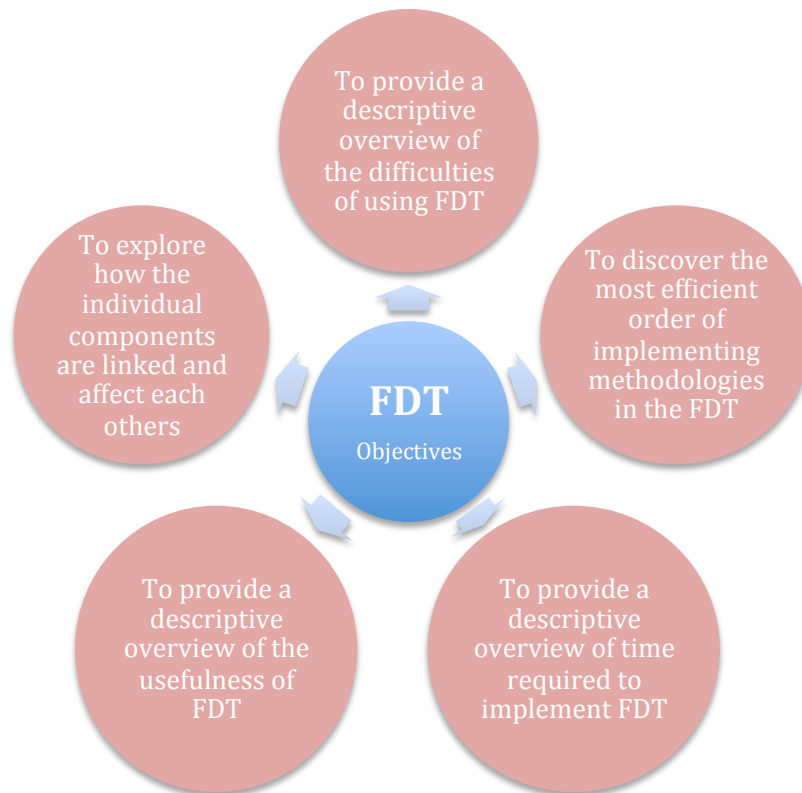 To provide a
descriptive
overview of
the difficulties
of using FDT
To explore
how the
individual
components
are linked and
affect each
others
To discover the
most efficient
order of
implementing
methodologies
in the FDT
FDT
Objectives
To provide a
descriptive
overview of the
usefulness of
FDT
To provide a
descriptive
overview of time
required to
implement FDT